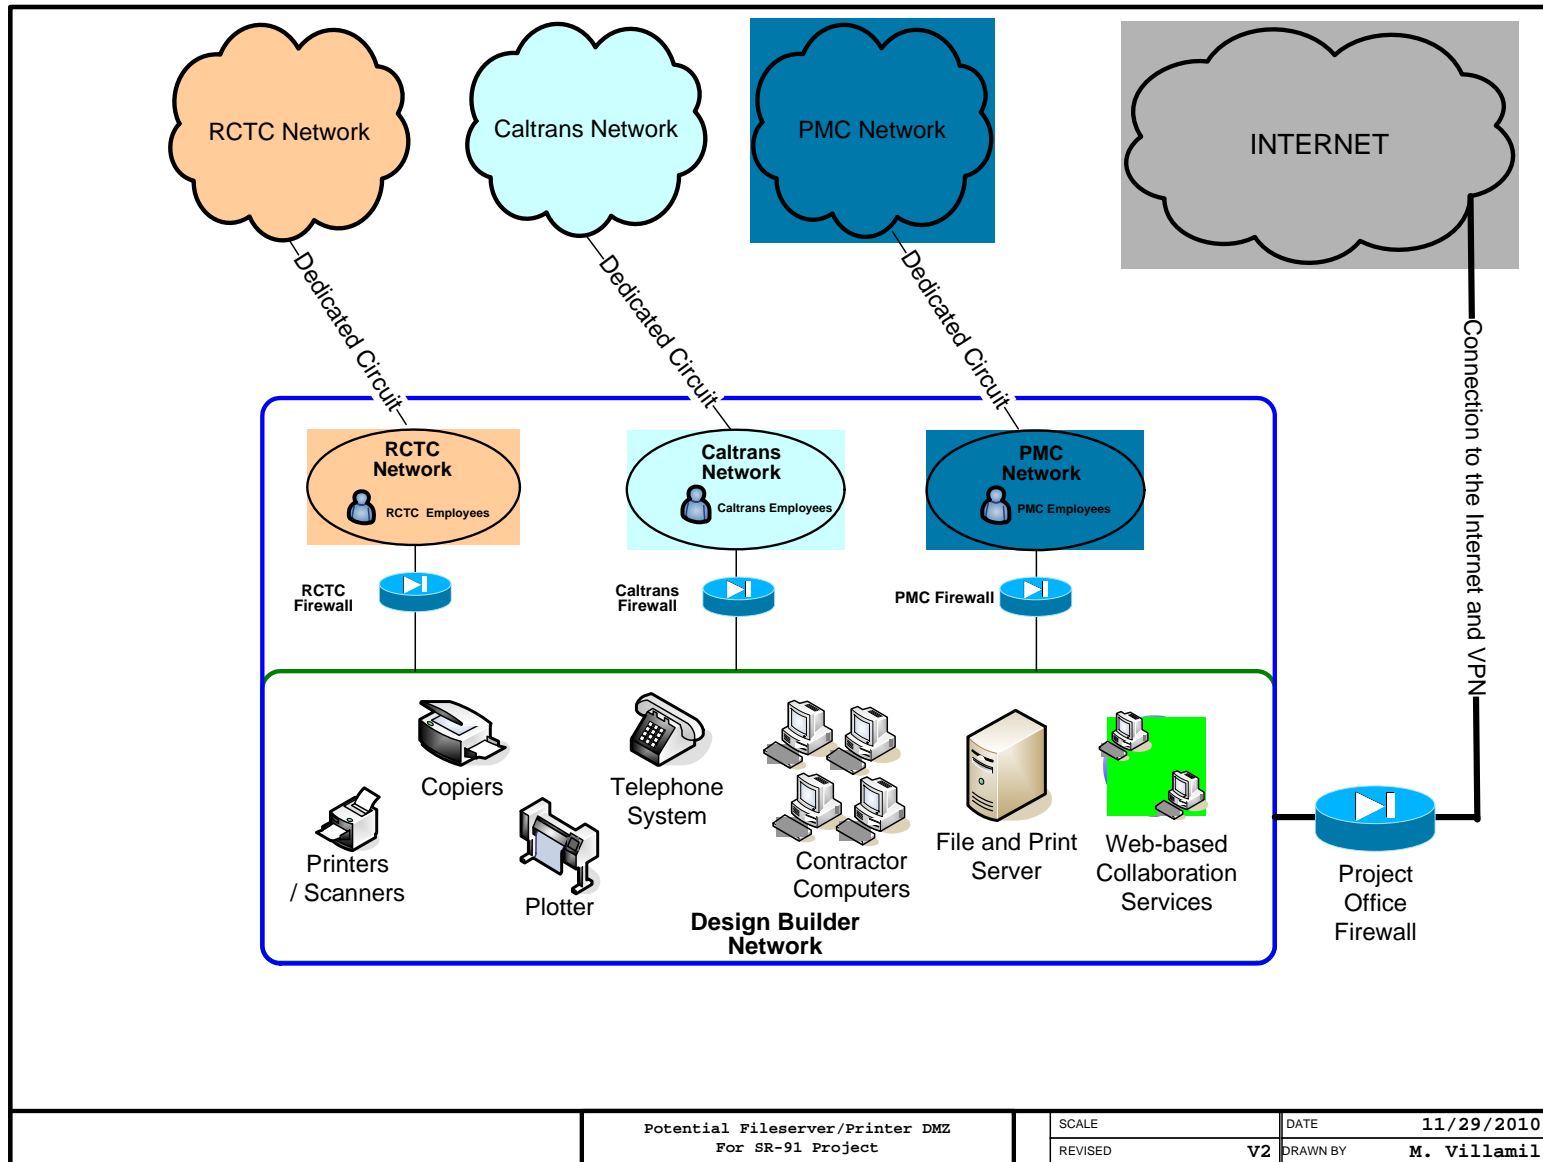 RCTC Network
Caltrans Network
PMC Network
INTERNET
Dedicated Circuit
Dedicated Circuit
Dedicated Circuit
Connection to the Internet and VPN
RCTC
Network
RCTC Employees
Caltrans
Network
Caltrans Employees
PMC
Network
PMC Employees
RCTC
Firewall
Caltrans
Firewall
PMC Firewall
Copiers
Telephone
System
Printers
/ Scanners
Plotter
Contractor
Computers
File and Print
Server
Web-based
Collaboration
Services
Project
Office
Firewall
Design Builder
Network
Potential Fileserver/Printer DMZ
For SR-91 Project
SCALE
DATE 11/29/2010
REVISED V2
DRAWN BY M. Villamil